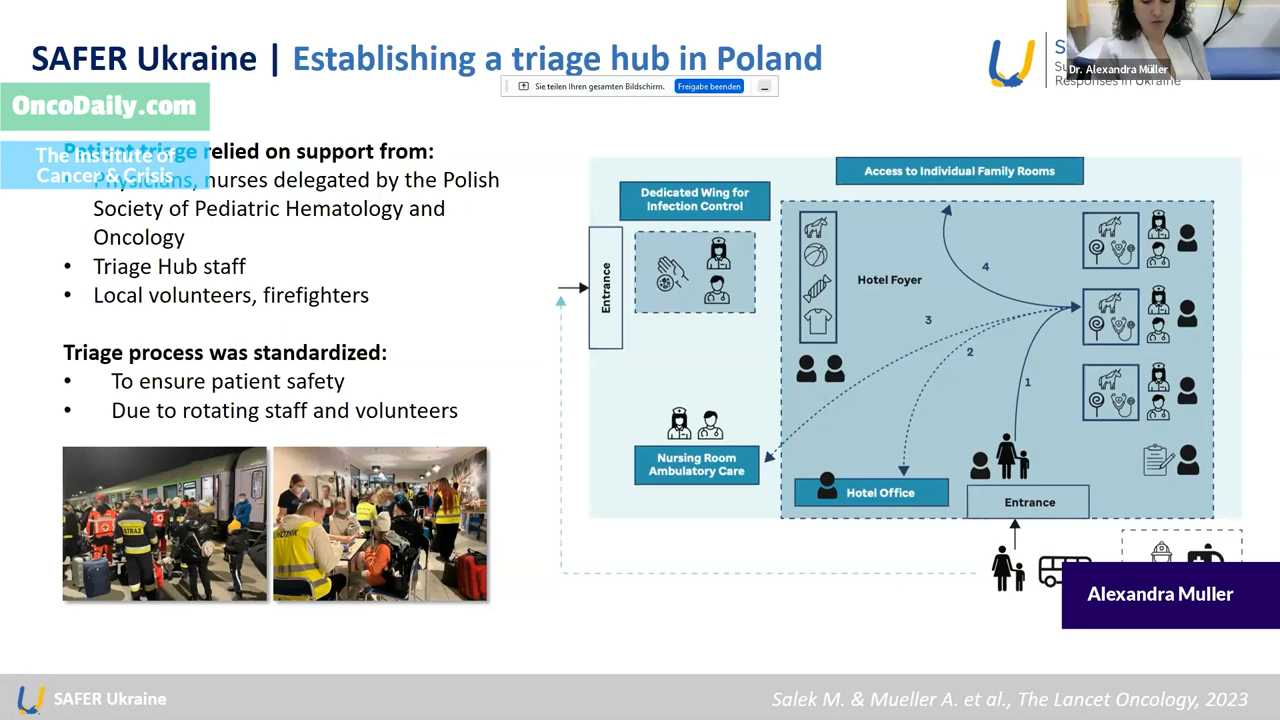 SAFER Ukraine | Establishing a triage hub in Poland
Dr. Alexandra Müller
Responses in Ukraine
Sie teilen Ihren gesamten Bildschirm.
Freigabe beenden
OncoDaily.com
The Institute of
Cancer & Crisis
Patient triage relied on support from:
• Physicians, nurses delegated by the Polish
Society of Pediatric Hematology and
Oncology
• Triage Hub staff
• Local volunteers, firefighters
Triage process was standardized:
• To ensure patient safety
• Due to rotating staff and volunteers
STRAŻ
Access to Individual Family Rooms
Dedicated Wing for
Infection Control
Entrance
Hotel Foyer
4
3
2
1
Nursing Room
Ambulatory Care
Hotel Office
Entrance
Alexandra Muller
SAFER Ukraine
Salek M. & Mueller A. et al., The Lancet Oncology, 2023